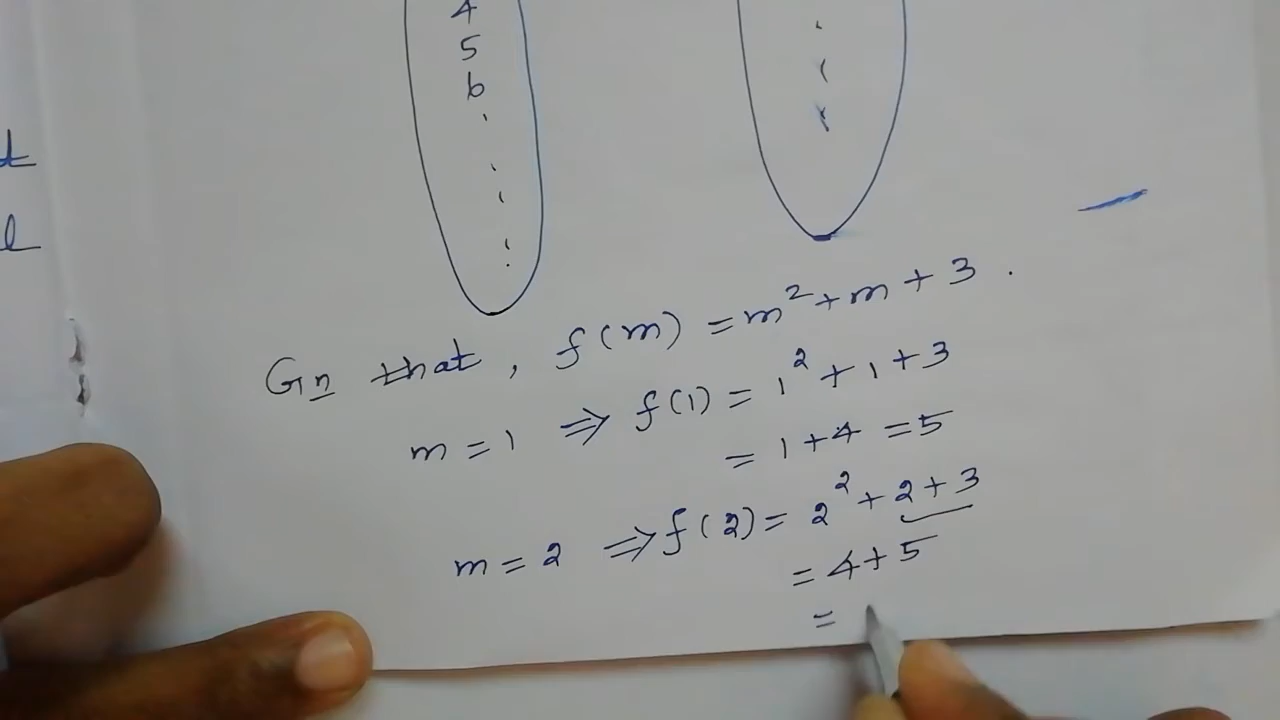 4
5
6
t
l
Gn that, f(m) = m² + m + 3.
m = 1 ⇒ f(1) = 1² + 1 + 3
= 1 + 4 = 5
m = 2 ⇒ f(2) = 2² + 2 + 3
= 4 + 5
=